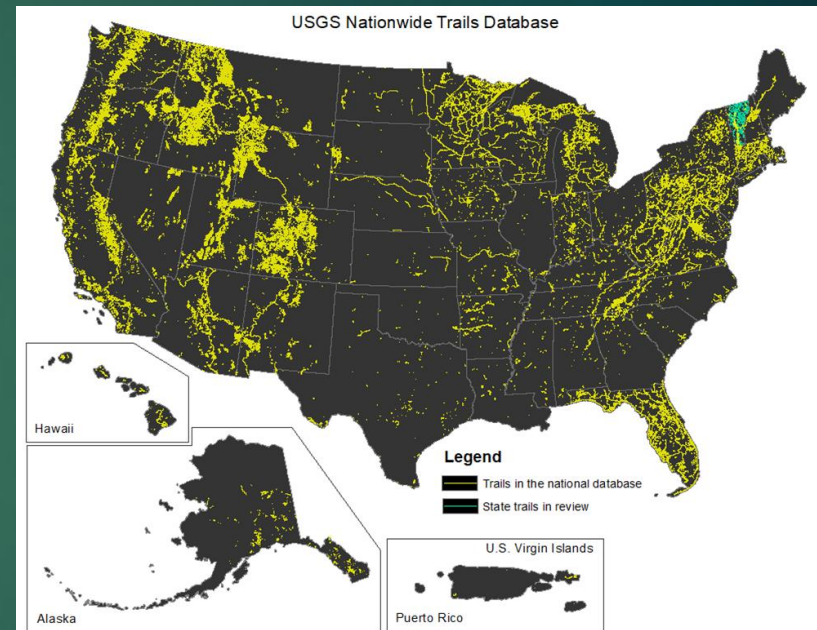 USGS Nationwide Trails Database
Hawaii
Legend
Trails in the national database
State trails in review
U.S. Virgin Islands
Alaska
Puerto Rico